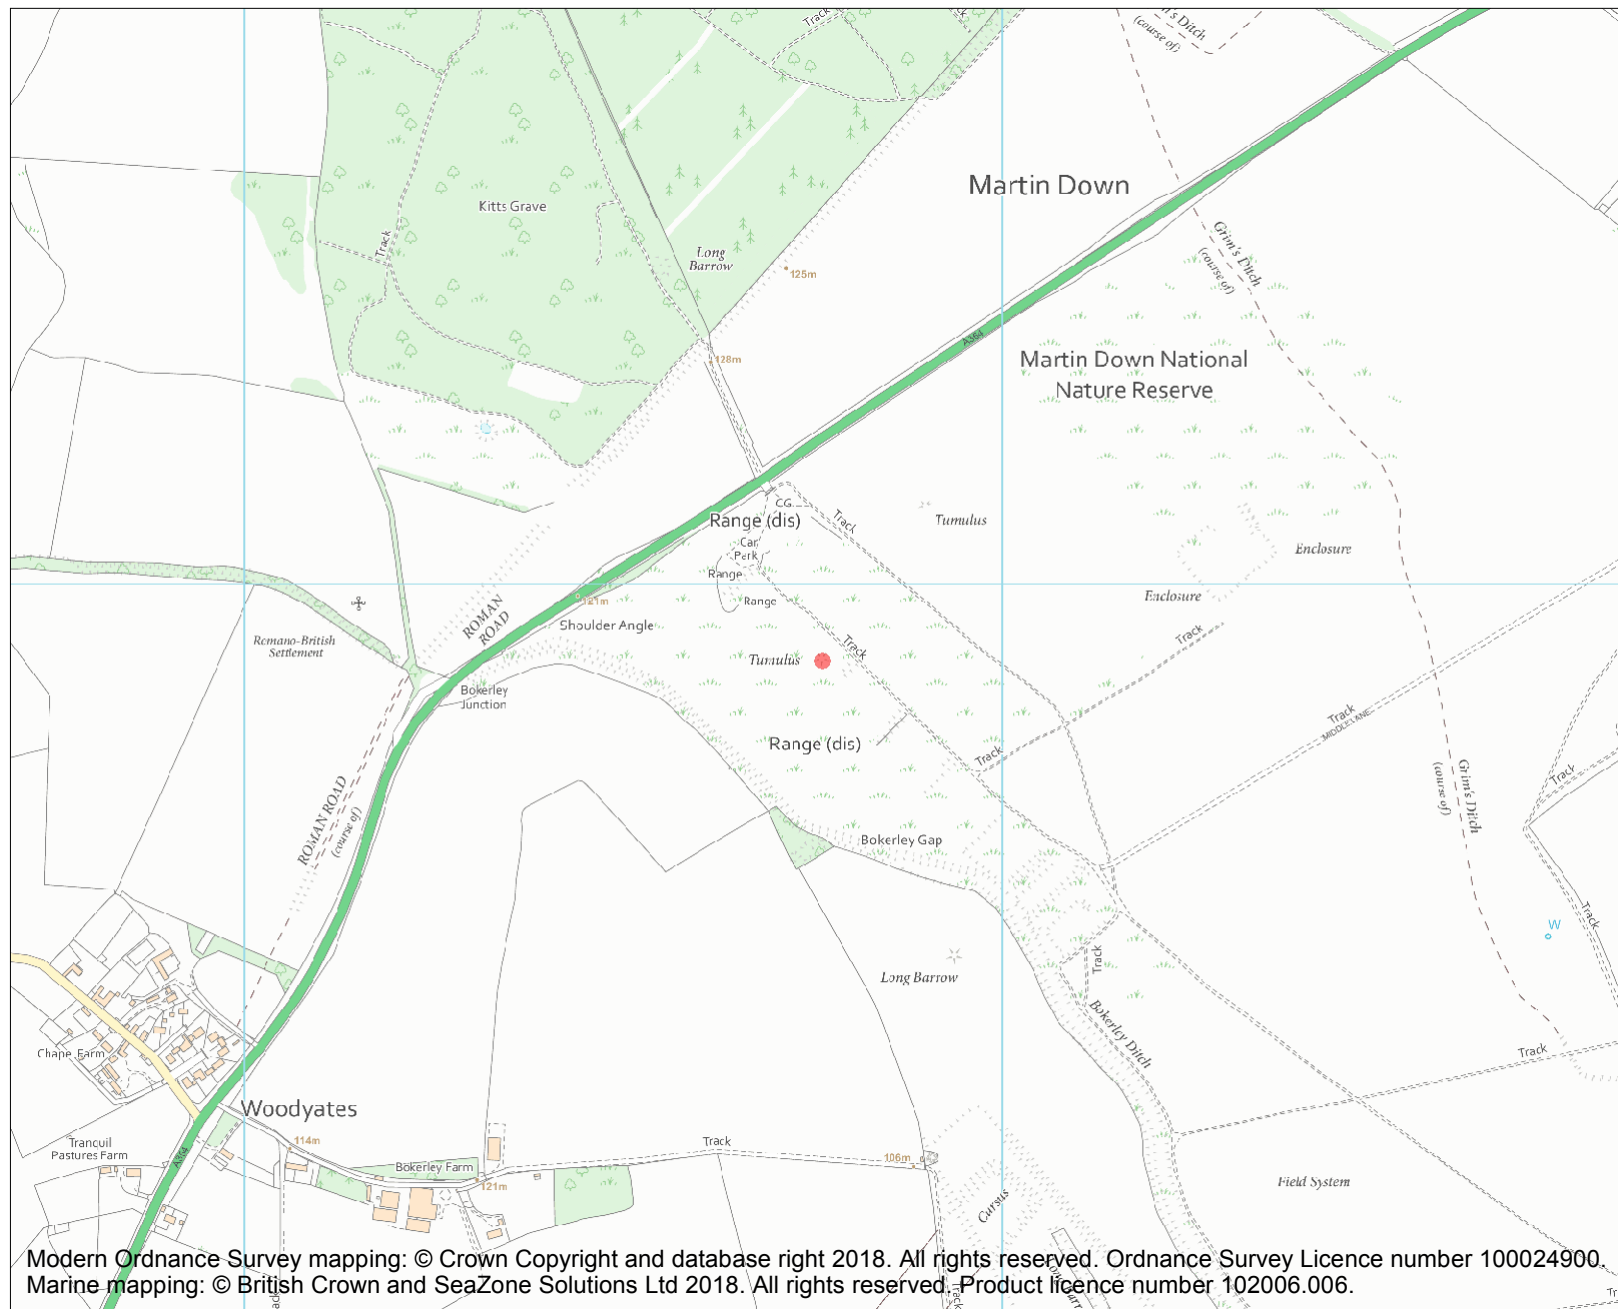 Track
(course of)
Kitts Grave
Martin Down
Track
Long
Barrow
125m
Grim's Ditch
(course of)
128m
A354
Martin Down National
Nature Reserve
CG
Range (dis)
Track
Tumulus
Car
Park
Enclosure
Range
Enclosure
121m
Range
ROMAN
ROAD
Shoulder Angle
Romano-British
Settlement
Track
Track
Tumulus
Bokerley
Junction
Track
MIDDLE LANE
Range (dis)
Track
Track
Grim's Ditch
(course of)
ROMAN ROAD
(course of)
Bokerley Gap
Track
W
Track
Long Barrow
Bokerley Ditch
Track
Woodyates
114m
Tranquil
Pastures Farm
A354
Track
106m
Bokerley Farm
121m
Cursus
Field System
Modern Ordnance Survey mapping: © Crown Copyright and database right 2018. All rights reserved. Ordnance Survey Licence number 100024900.
Marine mapping: © British Crown and SeaZone Solutions Ltd 2018. All rights reserved. Product licence number 102006.006.
Track